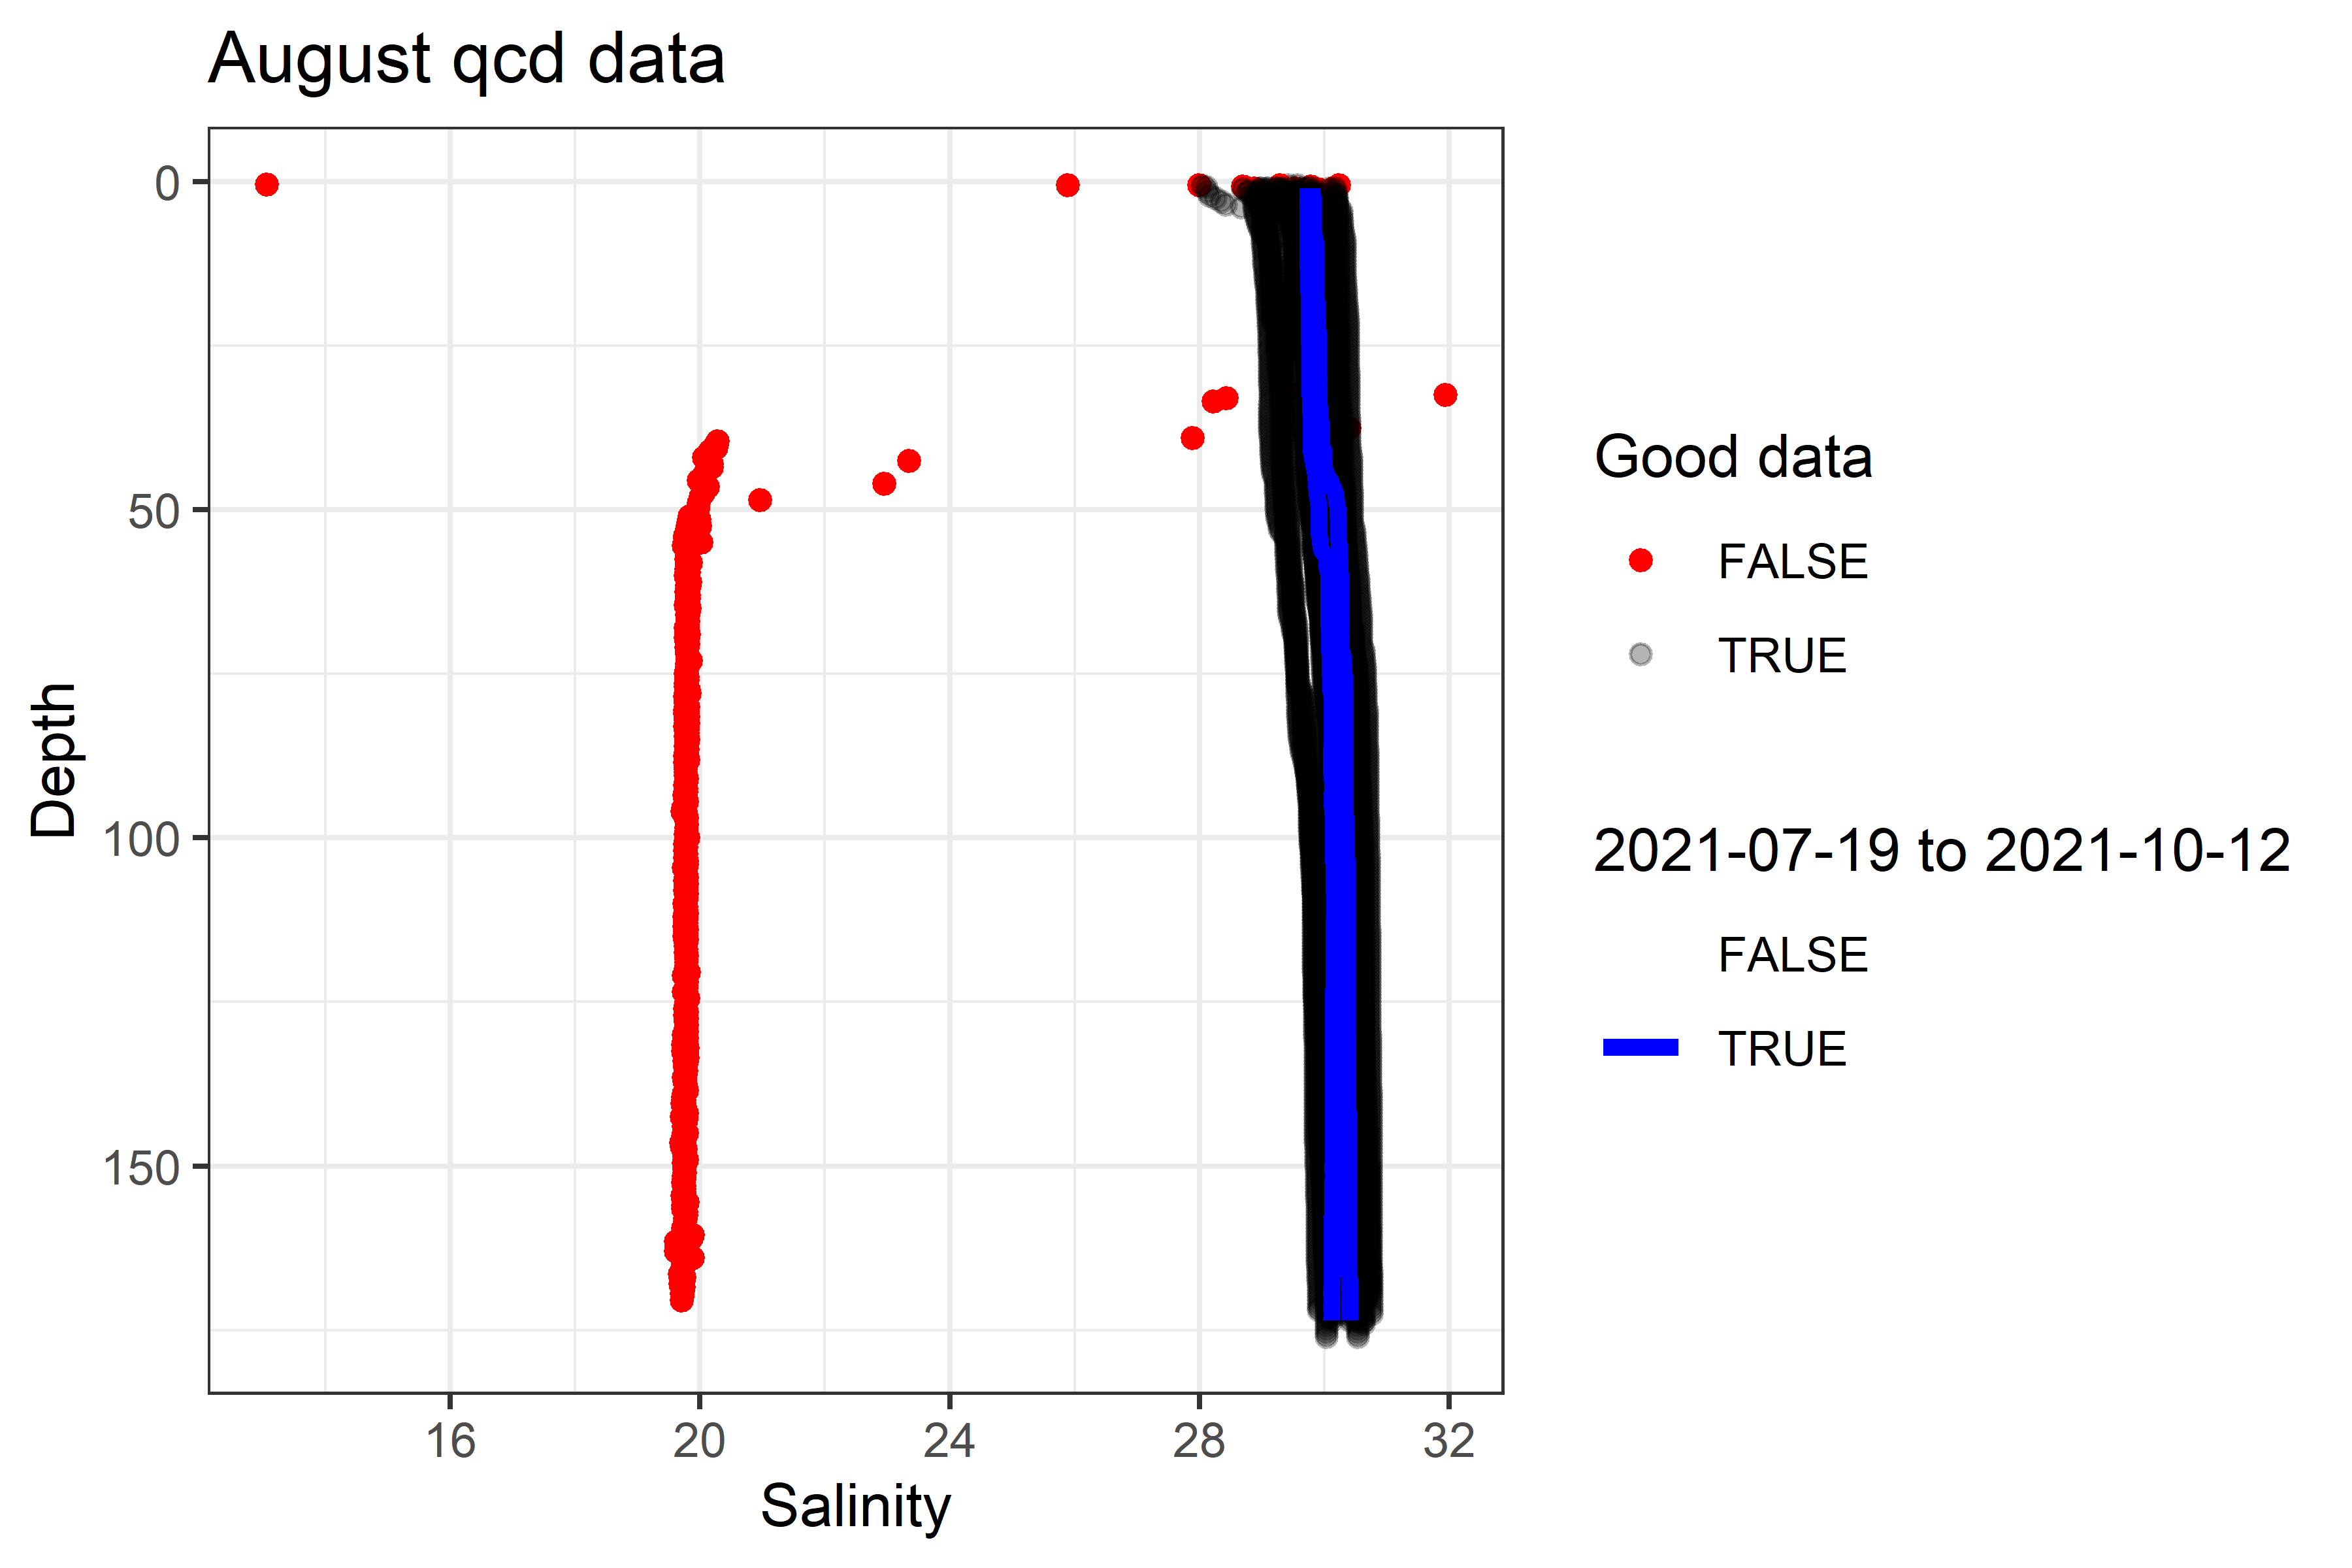 August qcd data
0
50
100
150
Depth
16 20 24 28 32
Salinity
Good data
FALSE
TRUE
2021-07-19 to 2021-10-12
FALSE
TRUE